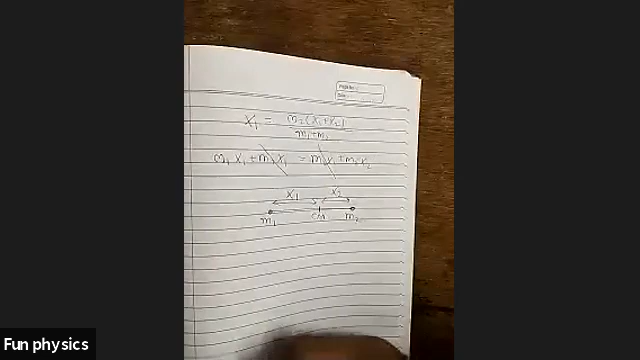 x₁ = m₂(x₁+x₂) / m₁+m₂
m₁x₁ + m₂x₁ = m₂x₁ + m₂x₂
x₁ x₂
m₁ CM m₂
Fun physics